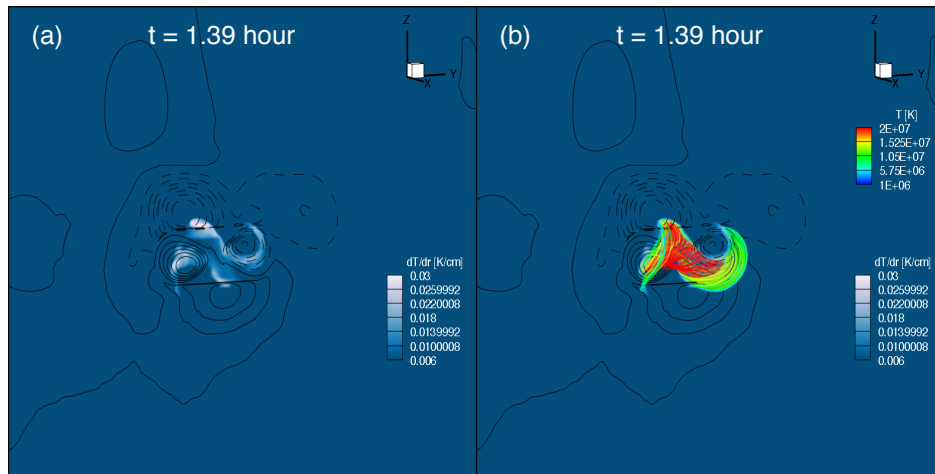 (a)
t = 1.39 hour
Z
Y
X
dT/dr [K/cm]
0.03
0.0259992
0.0220008
0.018
0.0139992
0.0100008
0.006
(b)
t = 1.39 hour
Z
Y
X
T [K]
2E+07
1.525E+07
1.05E+07
5.75E+06
1E+06
dT/dr [K/cm]
0.03
0.0259992
0.0220008
0.018
0.0139992
0.0100008
0.006